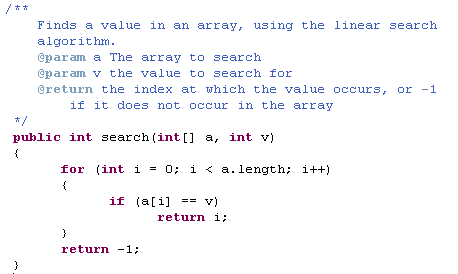 /**
    Finds a value in an array, using the linear search
    algorithm.
    @param a The array to search
    @param v the value to search for
    @return the index at which the value occurs, or -1
        if it does not occur in the array
 */
 public int search(int[] a, int v)
 {
       for (int i = 0; i < a.length; i++)
       {
             if (a[i] == v)
                   return i;
       }
       return -1;
 }